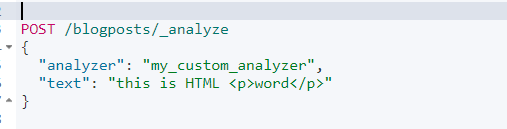 POST /blogposts/_analyze
{
"analyzer": "my_custom_analyzer",
"text": "this is HTML <p>word</p>"
}